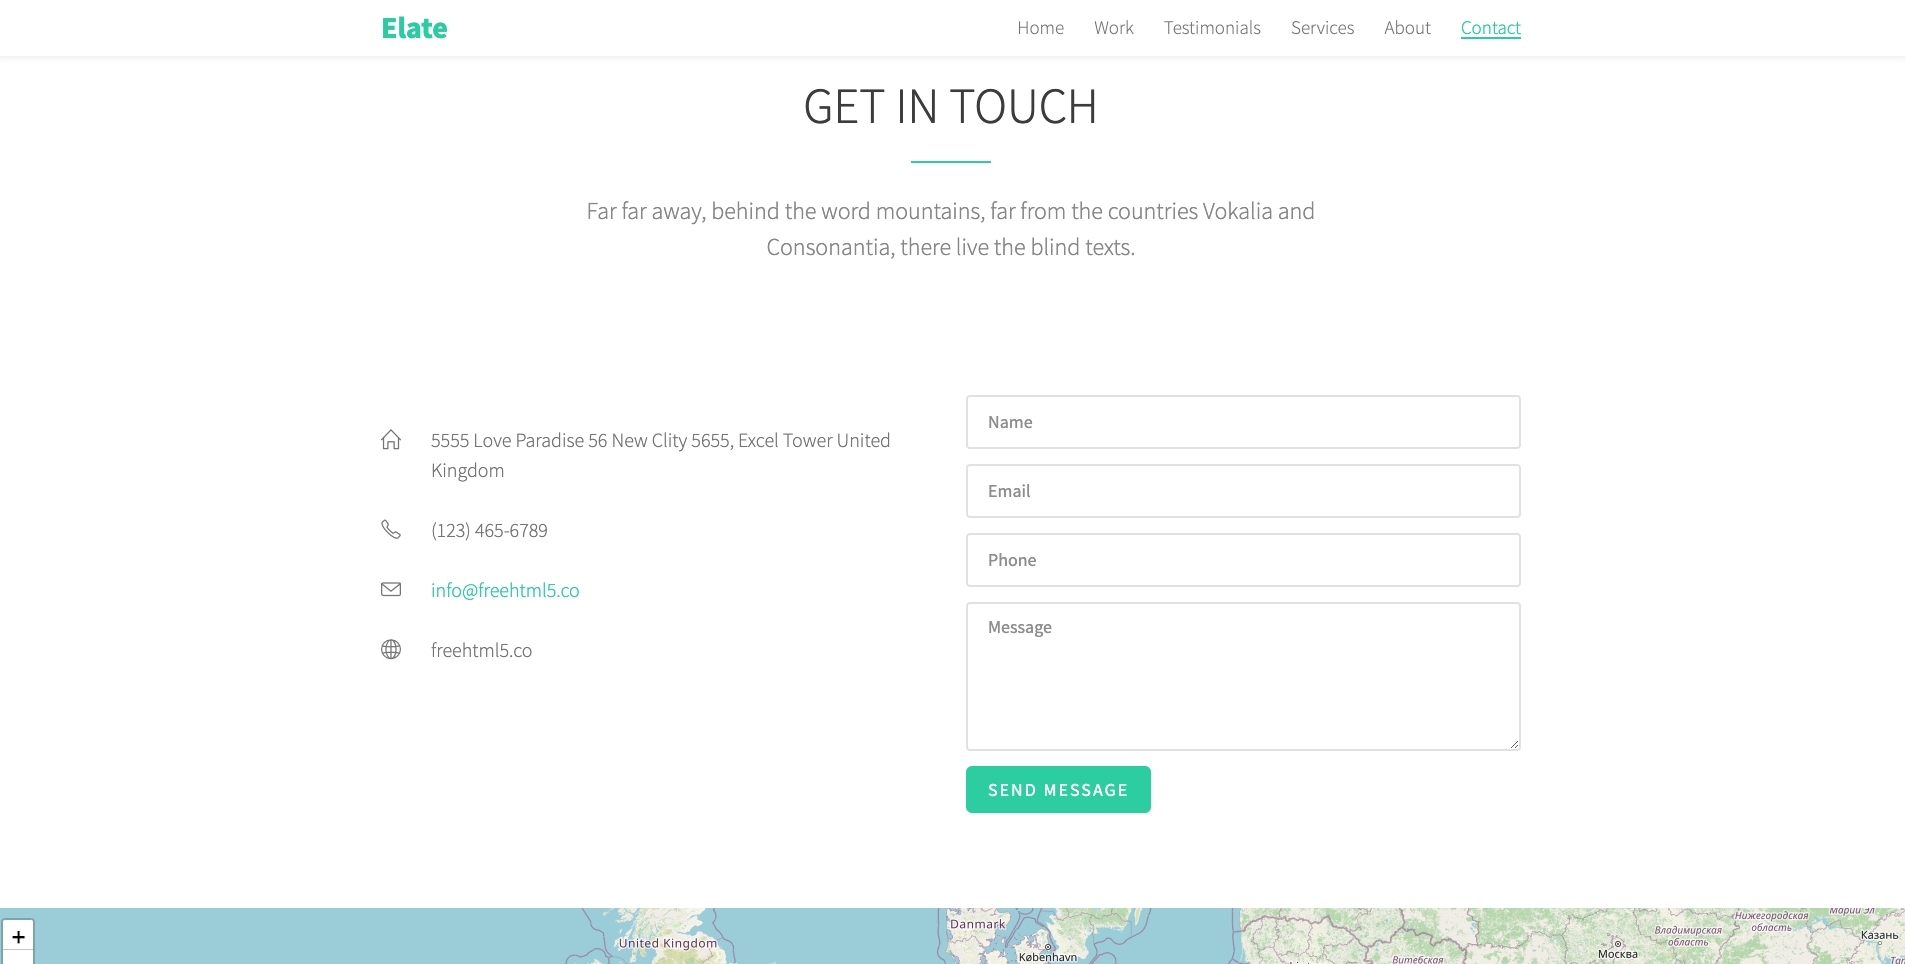 Elate
Home Work Testimonials Services About Contact
GET IN TOUCH
Far far away, behind the word mountains, far from the countries Vokalia and
Consonantia, there live the blind texts.
5555 Love Paradise 56 New Clity 5655, Excel Tower United
Kingdom
(123) 465-6789
info@freehtml5.co
freehtml5.co
Name
Email
Phone
Message
SEND MESSAGE
+
United Kingdom
Danmark
København
Москва
Витебская
область
Владимирская
область
Нижегородская
область
Марий Эл
Казань